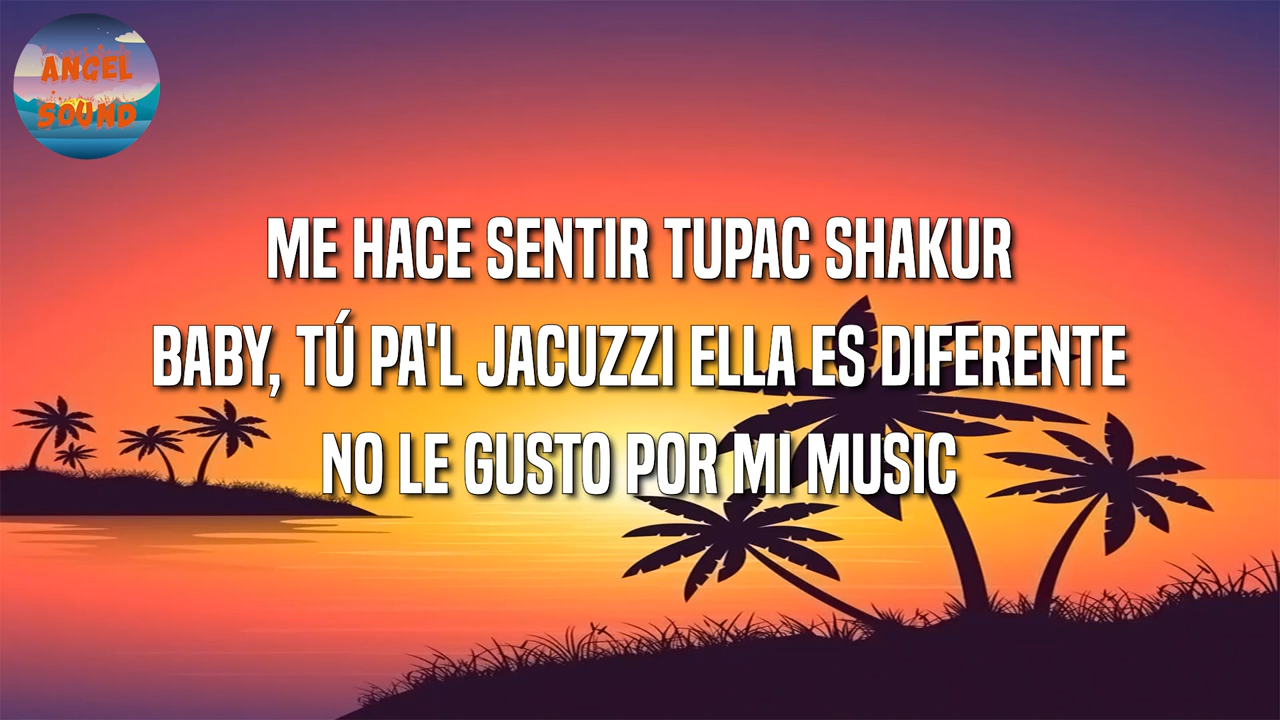 ANGEL
SOUND
ME HACE SENTIR TUPAC SHAKUR
BABY, TÚ PA'L JACUZZI ELLA ES DIFERENTE
NO LE GUSTO POR MI MUSIC